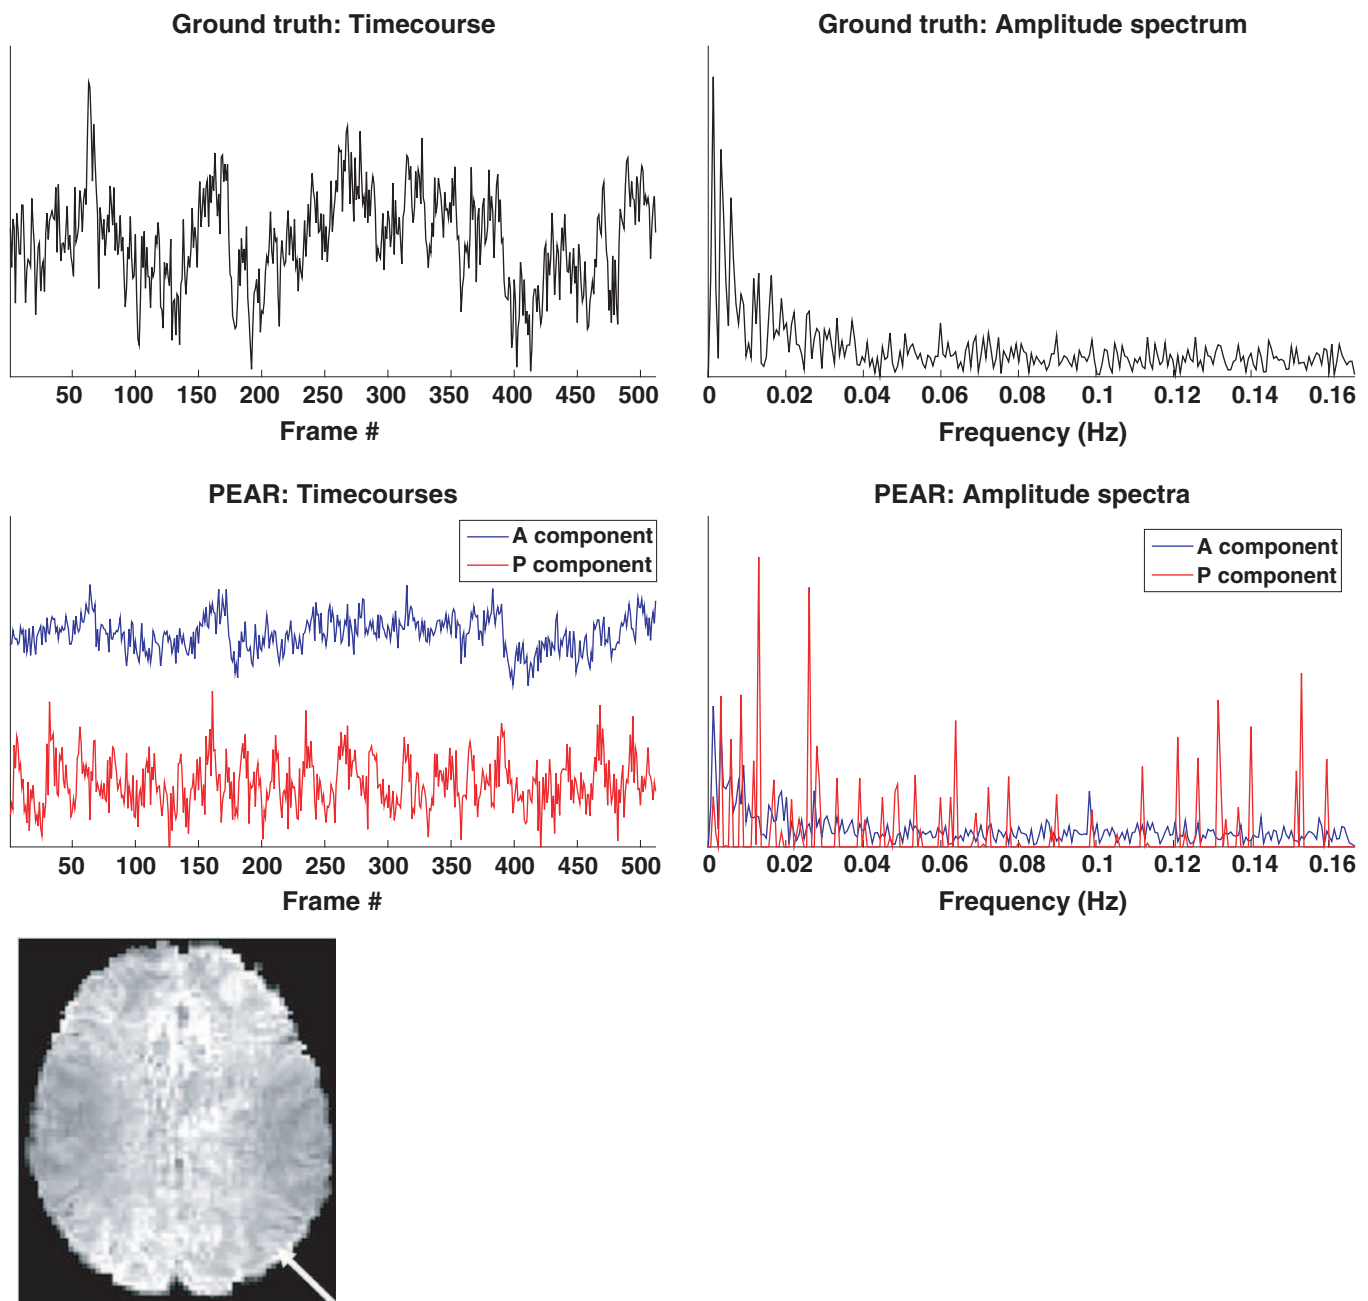 Ground truth: Timecourse
50 100 150 200 250 300 350 400 450 500
Frame #
Ground truth: Amplitude spectrum
0 0.02 0.04 0.06 0.08 0.1 0.12 0.14 0.16
Frequency (Hz)
PEAR: Timecourses
A component
P component
50 100 150 200 250 300 350 400 450 500
Frame #
PEAR: Amplitude spectra
A component
P component
0 0.02 0.04 0.06 0.08 0.1 0.12 0.14 0.16
Frequency (Hz)